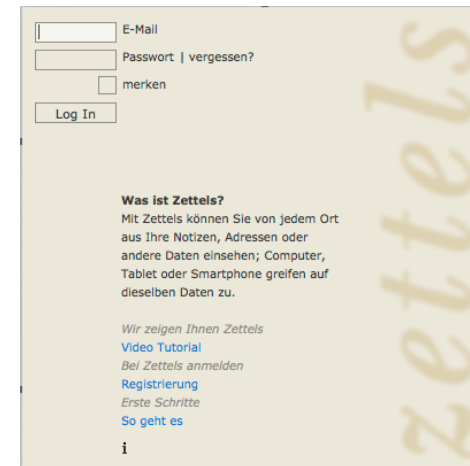 E-Mail
Passwort | vergessen?
merken
Log In
Was ist Zettels?
Mit Zettels können Sie von jedem Ort
aus Ihre Notizen, Adressen oder
andere Daten einsehen; Computer,
Tablet oder Smartphone greifen auf
dieselben Daten zu.
Wir zeigen Ihnen Zettels
Video Tutorial
Bei Zettels anmelden
Registrierung
Erste Schritte
So geht es
i
zettels